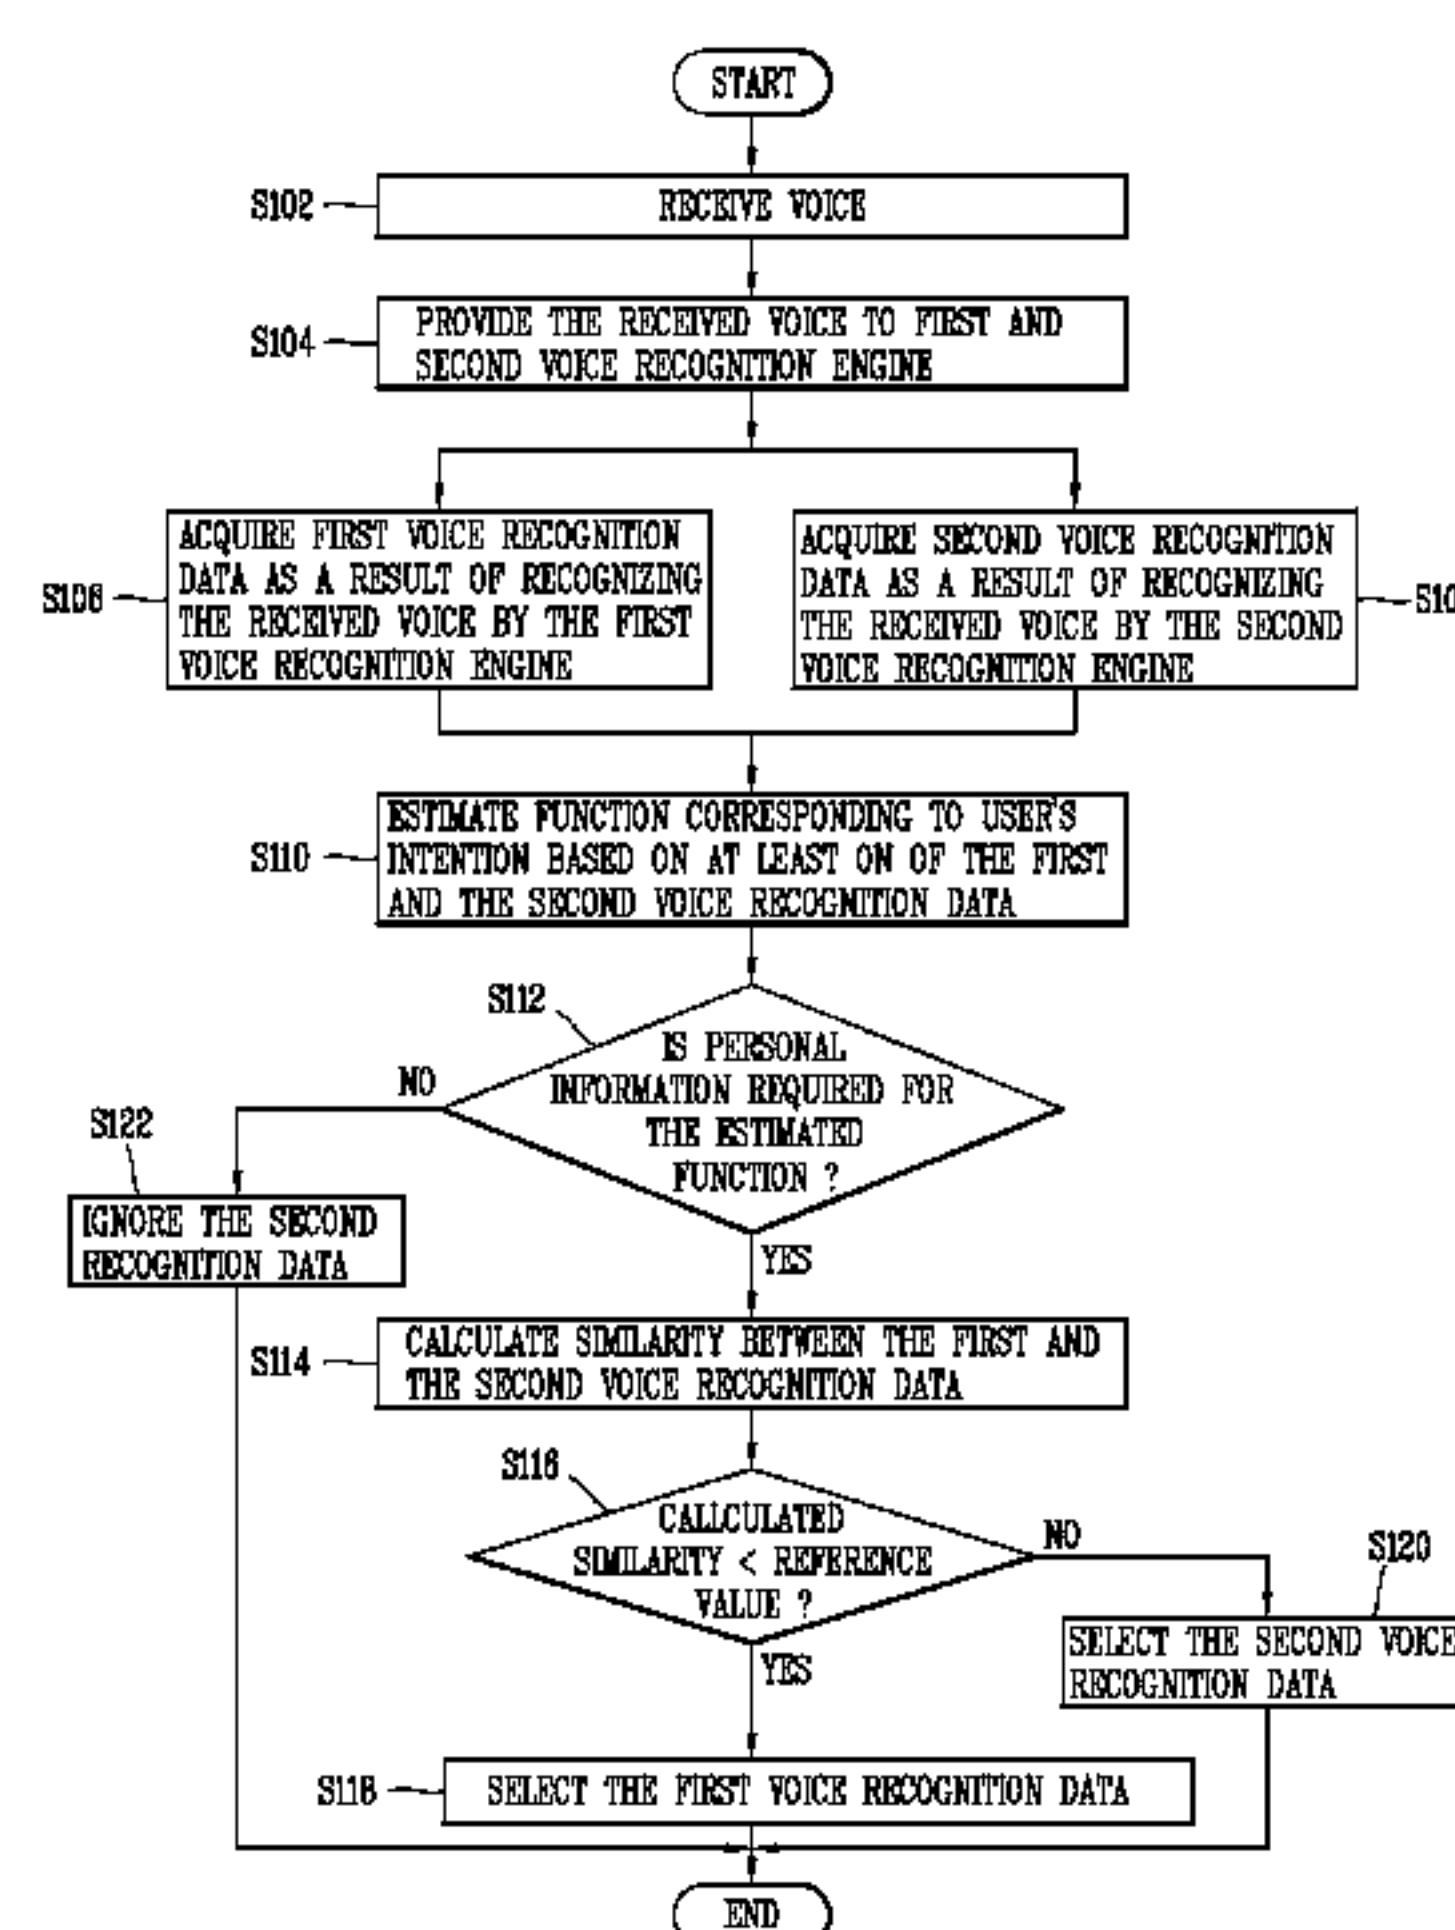 START
S102
RECEIVE VOICE
S104
PROVIDE THE RECEIVED VOICE TO FIRST AND
SECOND VOICE RECOGNITION ENGINE
S106
ACQUIRE FIRST VOICE RECOGNITION
DATA AS A RESULT OF RECOGNIZING
THE RECEIVED VOICE BY THE FIRST
VOICE RECOGNITION ENGINE
ACQUIRE SECOND VOICE RECOGNITION
DATA AS A RESULT OF RECOGNIZING
THE RECEIVED VOICE BY THE SECOND
VOICE RECOGNITION ENGINE
S110
ESTIMATE FUNCTION CORRESPONDING TO USER'S
INTENTION BASED ON AT LEAST ON OF THE FIRST
AND THE SECOND VOICE RECOGNITION DATA
S112
IS PERSONAL
INFORMATION REQUIRED FOR
THE ESTIMATED
FUNCTION ?
NO
YES
S122
IGNORE THE SECOND
RECOGNITION DATA
S114
CALCULATE SIMILARITY BETWEEN THE FIRST AND
THE SECOND VOICE RECOGNITION DATA
S116
CALLCULATED
SIMILARITY < REFERENCE
VALUE ?
NO
YES
S120
SELECT THE SECOND VOICE
RECOGNITION DATA
S118
SELECT THE FIRST VOICE RECOGNITION DATA
END